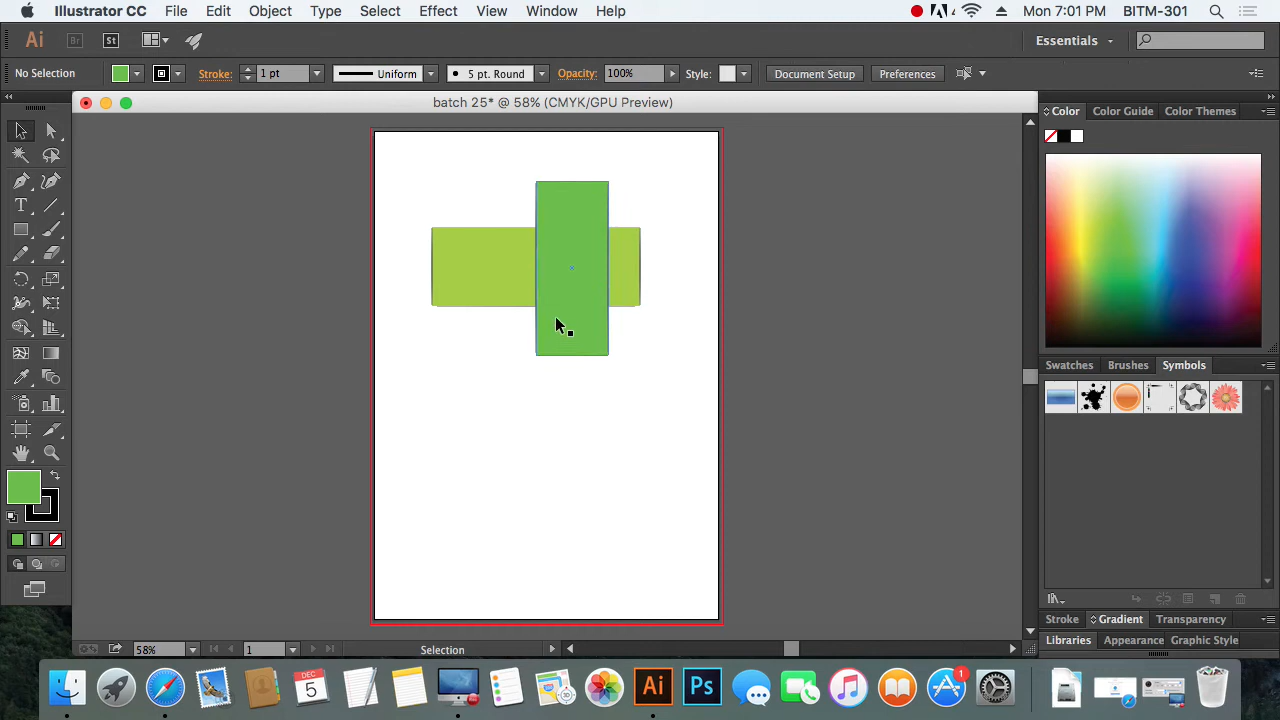 Illustrator CC File Edit Object Type Select Effect View Window Help 4 Mon 7:01 PM BITM-301
Ai Br St Essentials
No Selection Stroke: 1 pt Uniform 5 pt. Round Opacity: 100% Style: Document Setup Preferences
batch 25* @ 58% (CMYK/GPU Preview)
Color Color Guide Color Themes
T
Swatches Brushes Symbols
Stroke Gradient Transparency
Libraries Appearance Graphic Style
58% 1 Selection
DEC
5
Ai Ps 1